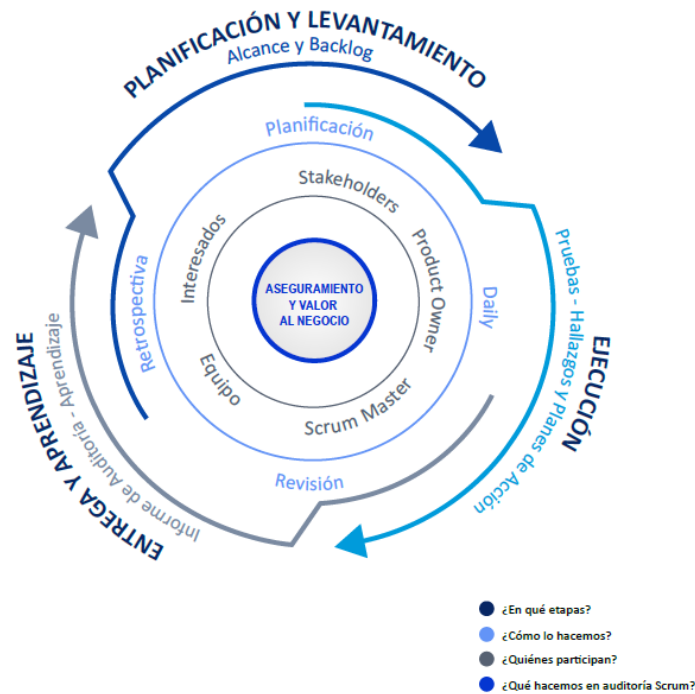 PLANIFICACIÓN Y LEVANTAMIENTO
Alcance y Backlog
Planificación
Stakeholders
Interesados
Product Owner
ASEGURAMIENTO
Y VALOR
AL NEGOCIO
Retrospectiva
Daily
Equipo
Scrum Master
Revisión
EJECUCIÓN
Pruebas - Hallazgos y Planes de Acción
ENTREGA Y APRENDIZAJE
Informe de Auditoría - Aprendizaje
¿En qué etapas?
¿Cómo lo hacemos?
¿Quiénes participan?
¿Qué hacemos en auditoría Scrum?